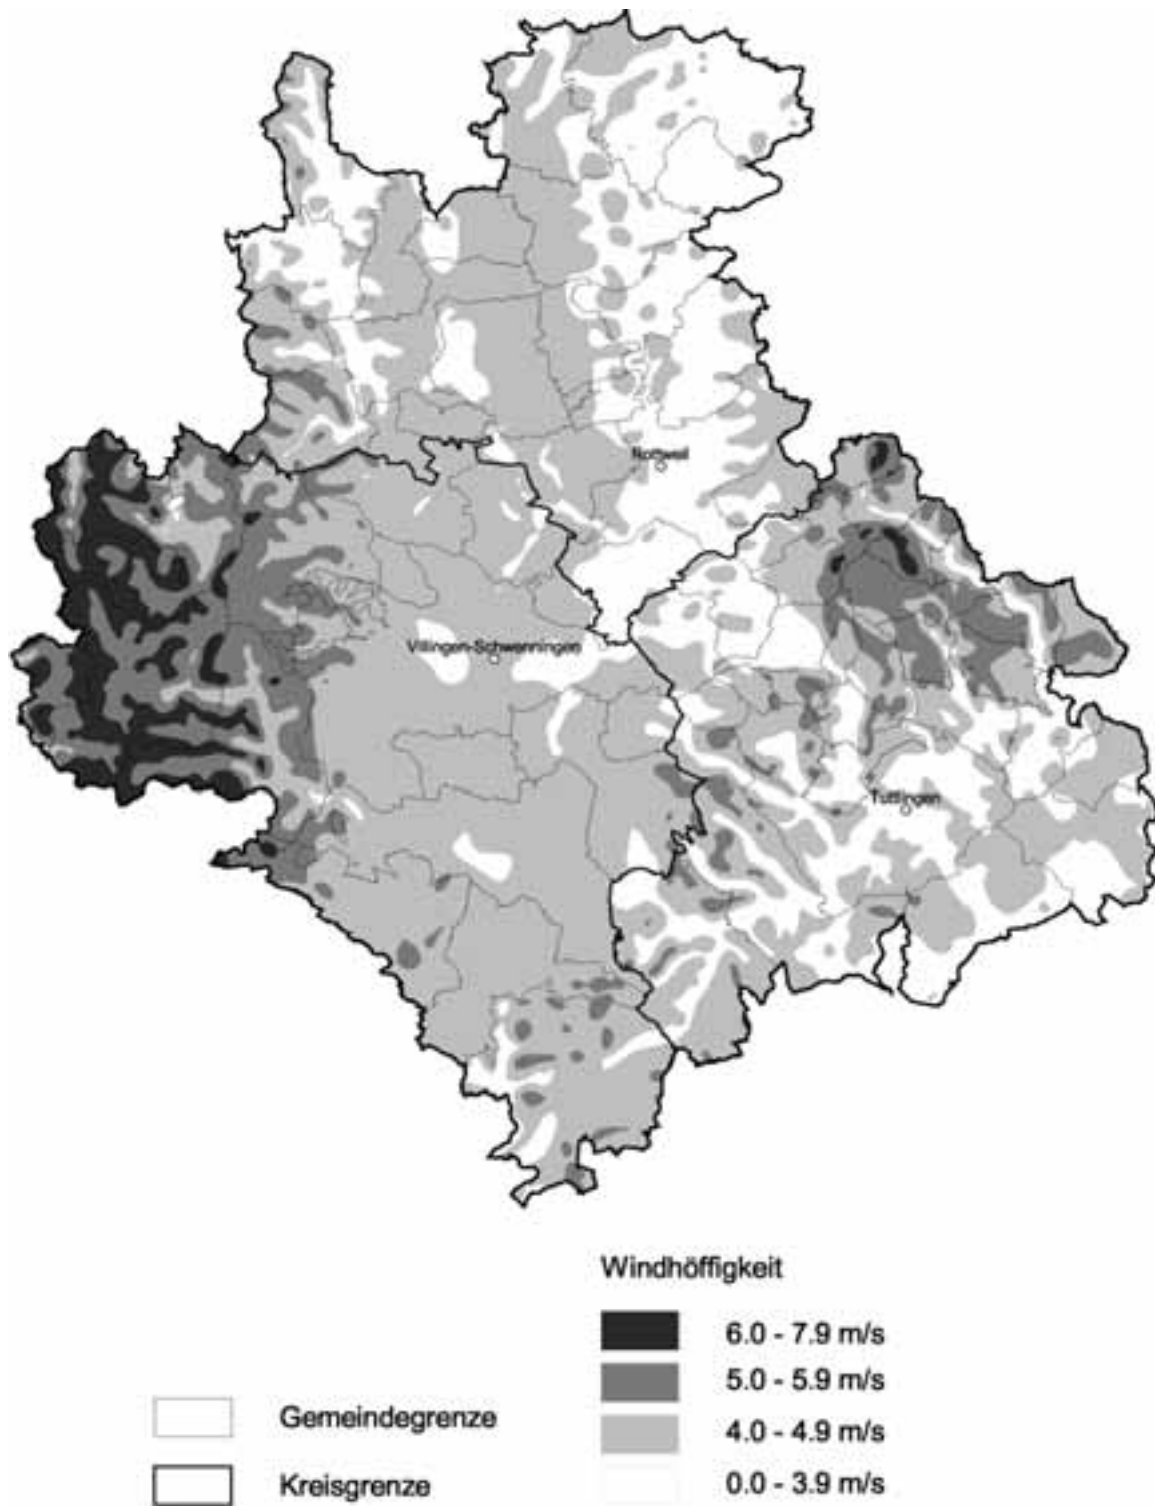 Rottweil
Villingen-Schwenningen
Tuttlingen
Windhöffigkeit
6.0 - 7.9 m/s
5.0 - 5.9 m/s
4.0 - 4.9 m/s
0.0 - 3.9 m/s
Gemeindegrenze
Kreisgrenze